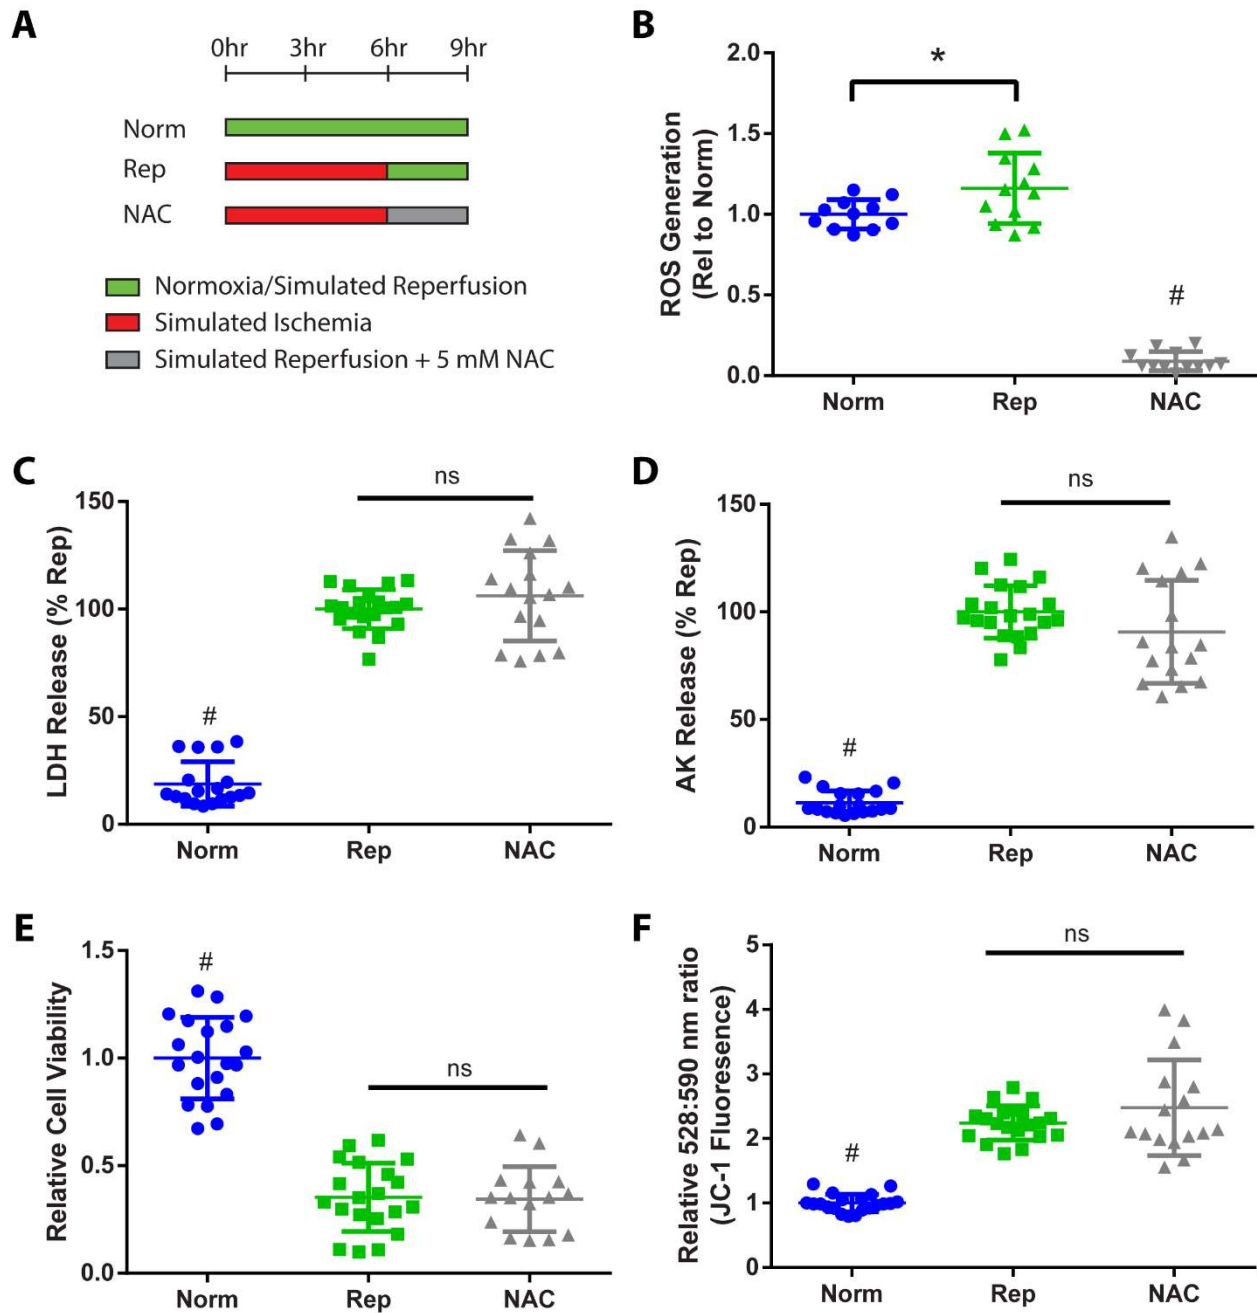 A
0hr 3hr 6hr 9hr
Norm
Rep
NAC
Normoxia/Simulated Reperfusion
Simulated Ischemia
Simulated Reperfusion + 5 mM NAC
B
ROS Generation
(Rel to Norm)
2.0
1.5
1.0
0.5
0.0
*
#
Norm Rep NAC
C
LDH Release (% Rep)
150
100
50
0
ns
#
Norm Rep NAC
D
AK Release (% Rep)
150
100
50
0
ns
#
Norm Rep NAC
E
Relative Cell Viability
1.5
1.0
0.5
0.0
#
ns
Norm Rep NAC
F
Relative 528:590 nm ratio
(JC-1 Fluoresence)
5
4
3
2
1
0
ns
#
Norm Rep NAC